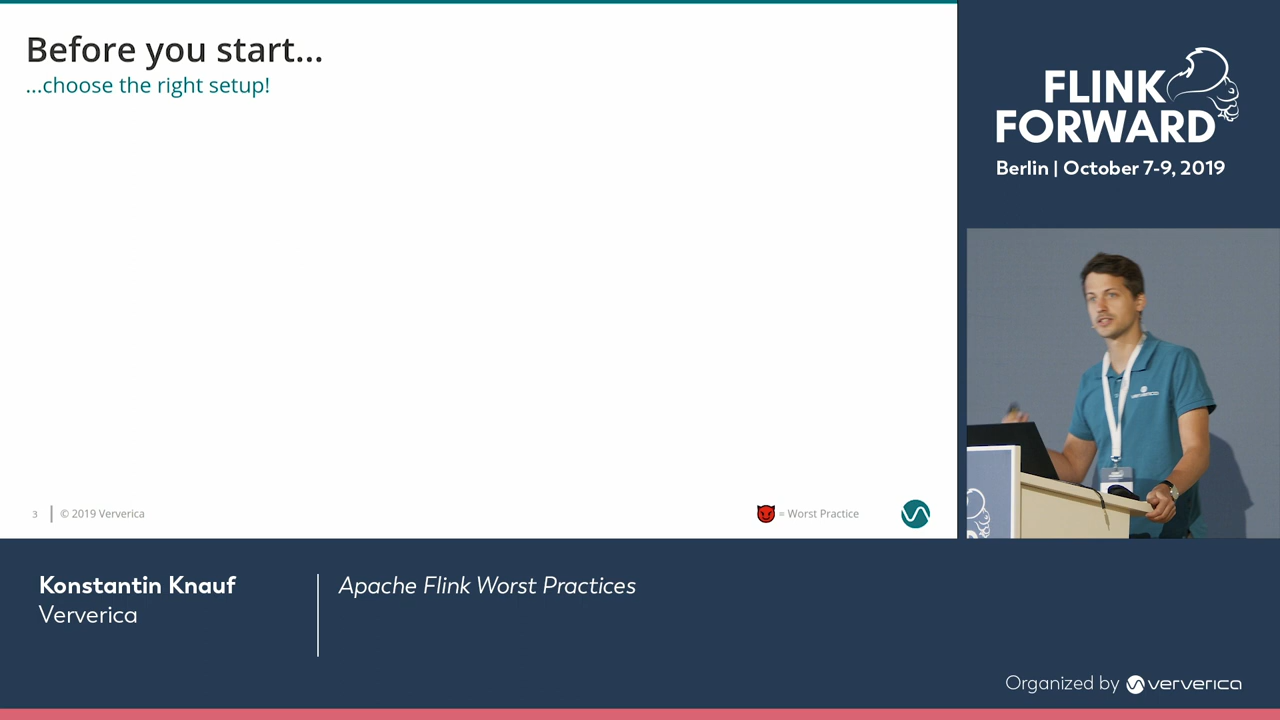 Before you start...
...choose the right setup!
3
© 2019 Ververica
= Worst Practice
FLINK
FORWARD
Berlin | October 7-9, 2019
VERVERICA
Konstantin Knauf
Ververica
Apache Flink Worst Practices
Organized by ververica